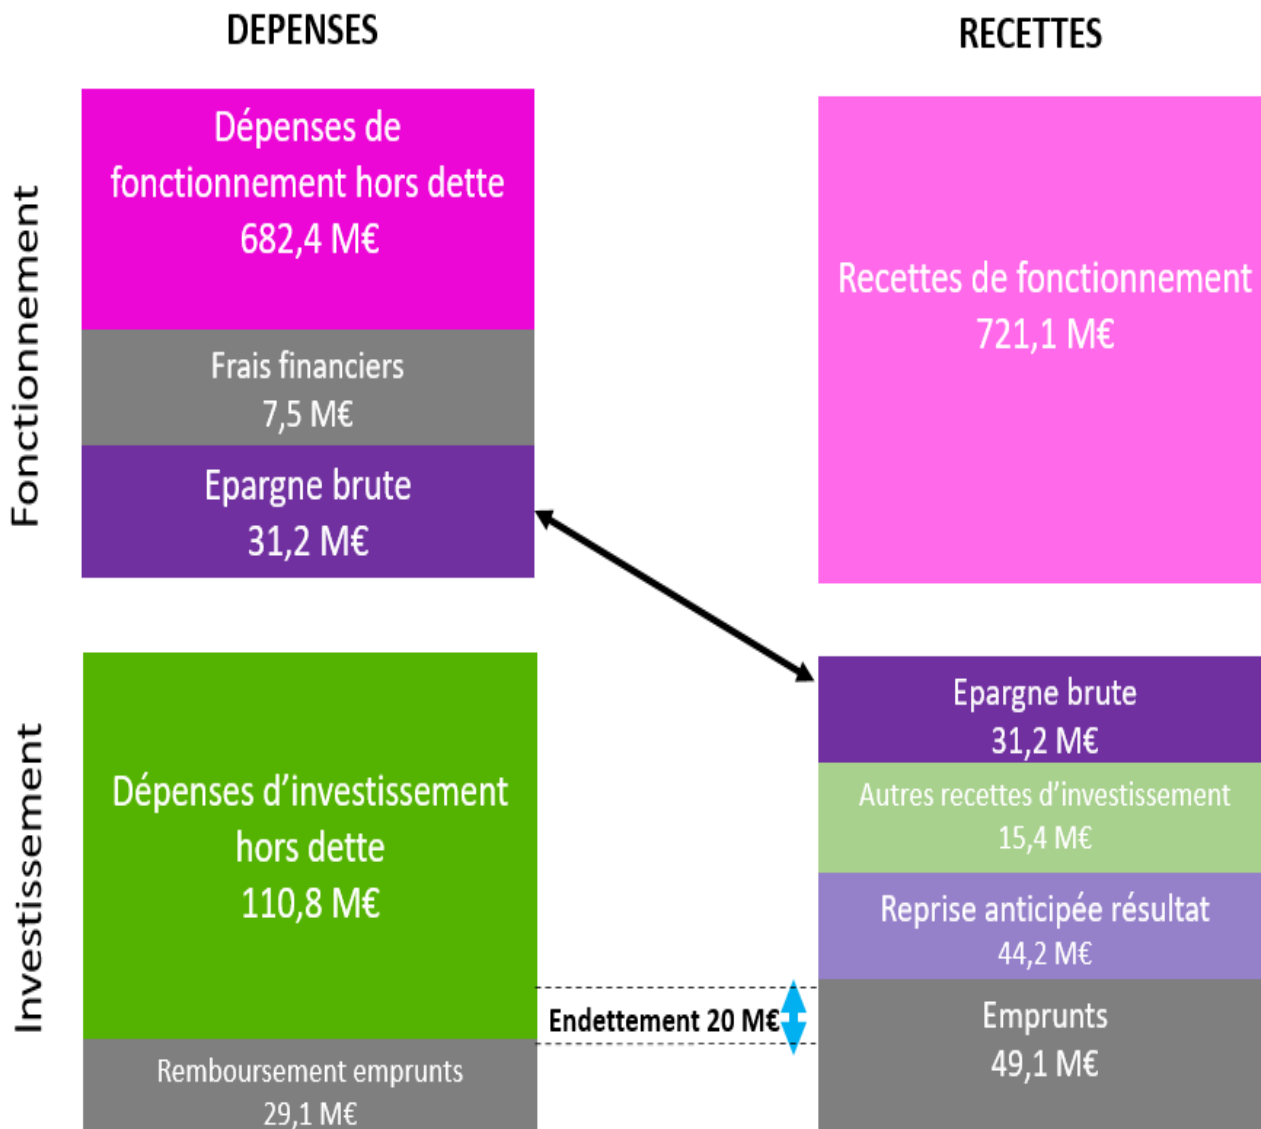 DEPENSES
RECETTES
Fonctionnement
Dépenses de
fonctionnement hors dette
682,4 M€
Frais financiers
7,5 M€
Epargne brute
31,2 M€
Recettes de fonctionnement
721,1 M€
Investissement
Dépenses d'investissement
hors dette
110,8 M€
Remboursement emprunts
29,1 M€
Endettement 20 M€
Epargne brute
31,2 M€
Autres recettes d'investissement
15,4 M€
Reprise anticipée résultat
44,2 M€
Emprunts
49,1 M€